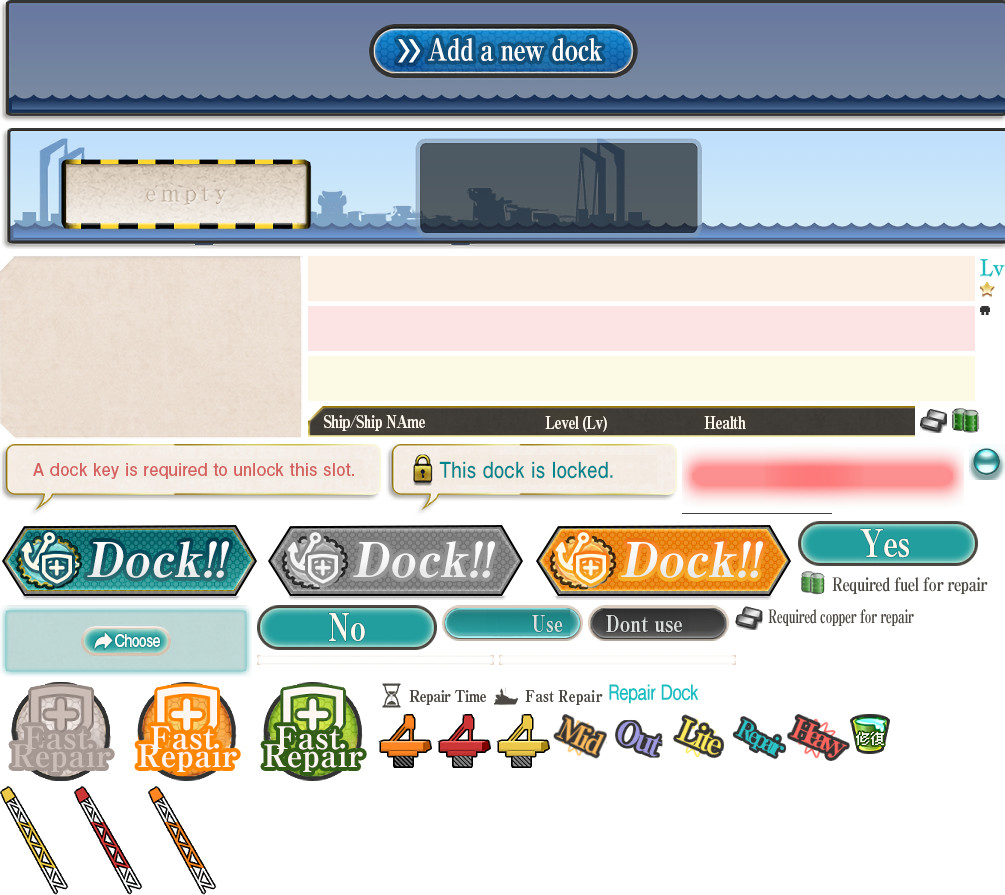 Add a new dock
empty
Lv
Ship/Ship NAme Level (Lv) Health
A dock key is required to unlock this slot.
This dock is locked.
Dock!! Dock!! Dock!!
Yes
Required fuel for repair
Choose
No
Use
Dont use
Required copper for repair
Fast Repair
Fast Repair
Fast Repair
Repair Time
Fast Repair
Repair Dock
Mid Out Lite Repair Heavy 修復